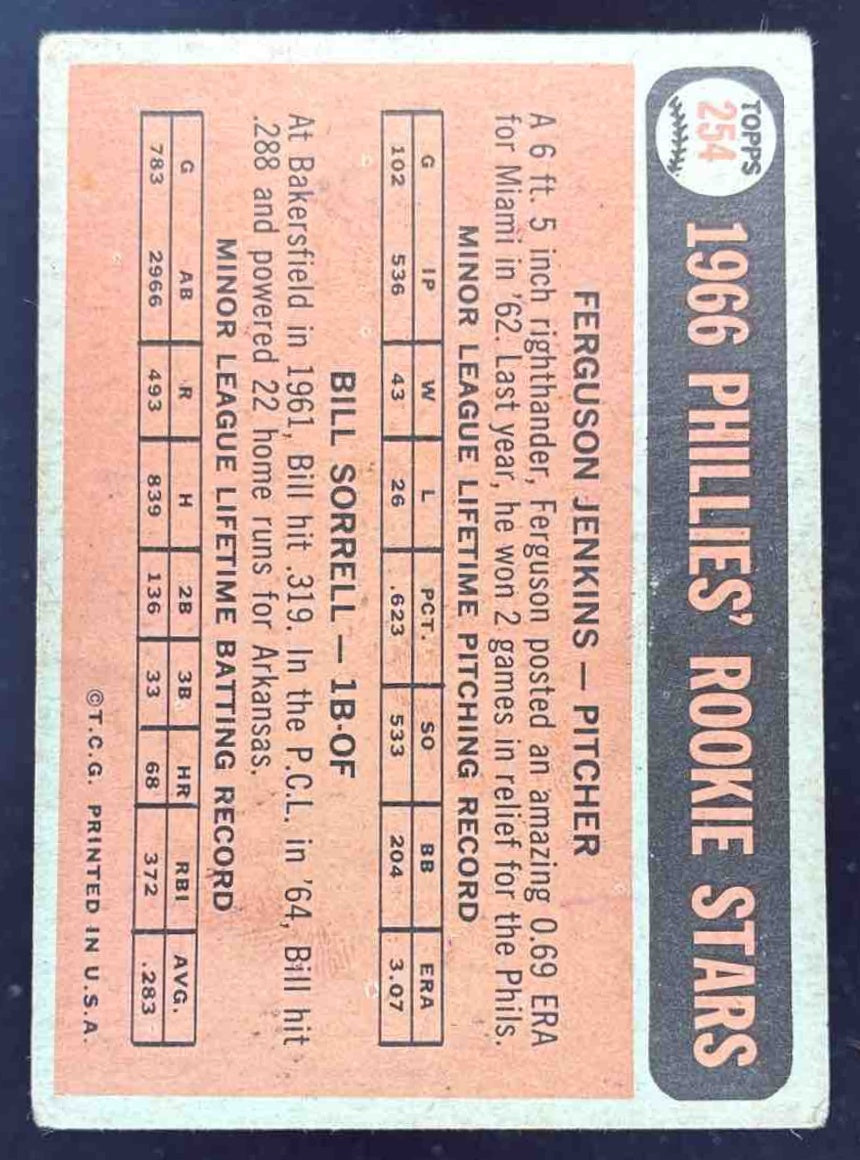 TOPPS
254
1966 PHILLIES' ROOKIE STARS
FERGUSON JENKINS — PITCHER
A 6 ft. 5 inch righthander, Ferguson posted an amazing 0.69 ERA
for Miami in '62. Last year, he won 2 games in relief for the Phils.
MINOR LEAGUE LIFETIME PITCHING RECORD
G IP W L PCT. SO BB ERA
102 536 43 26 .623 533 204 3.07
BILL SORRELL — 1B-OF
At Bakersfield in 1961, Bill hit .319. In the P.C.L. in '64, Bill hit
.288 and powered 22 home runs for Arkansas.
MINOR LEAGUE LIFETIME BATTING RECORD
G AB R H 2B 3B HR RBI AVG.
783 2966 493 839 136 33 68 372 .283
©T.C.G. PRINTED IN U.S.A.